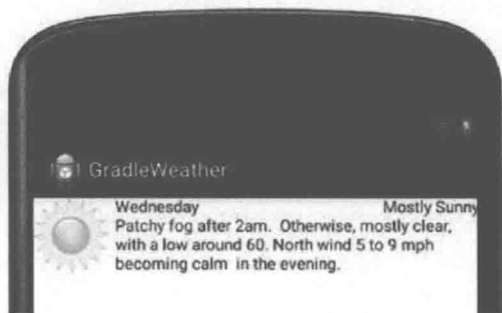 GradleWeather
Wednesday Mostly Sunny
Patchy fog after 2am. Otherwise, mostly clear,
with a low around 60. North wind 5 to 9 mph
becoming calm in the evening.